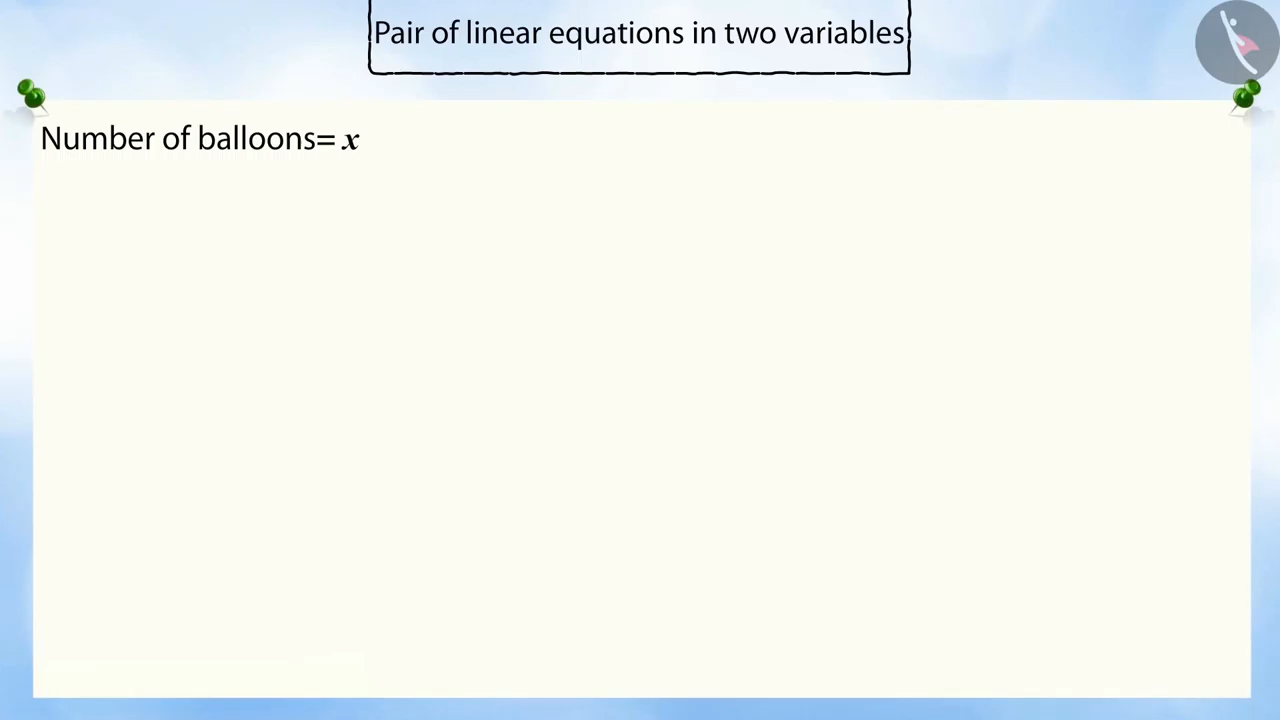 Pair of linear equations in two variables
Number of balloons= x